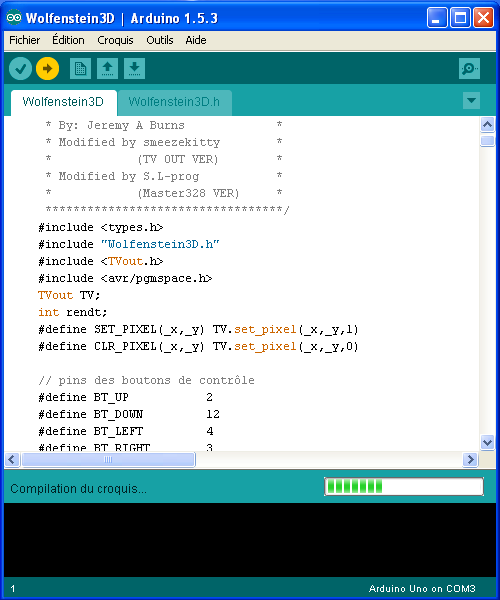 Wolfenstein3D | Arduino 1.5.3
Fichier Édition Croquis Outils Aide
Wolfenstein3D Wolfenstein3D.h
* By: Jeremy A Burns *
* Modified by smeezekitty *
* (TV OUT VER) *
* Modified by S.L-prog *
* (Master328 VER) *
*********************************/
#include <types.h>
#include "Wolfenstein3D.h"
#include <TVout.h>
#include <avr/pgmspace.h>
TVout TV;
int rendt;
#define SET_PIXEL(_x,_y) TV.set_pixel(_x,_y,1)
#define CLR_PIXEL(_x,_y) TV.set_pixel(_x,_y,0)
// pins des boutons de contrôle
#define BT_UP 2
#define BT_DOWN 12
#define BT_LEFT 4
#define BT_RIGHT 3
Compilation du croquis...
1 Arduino Uno on COM3